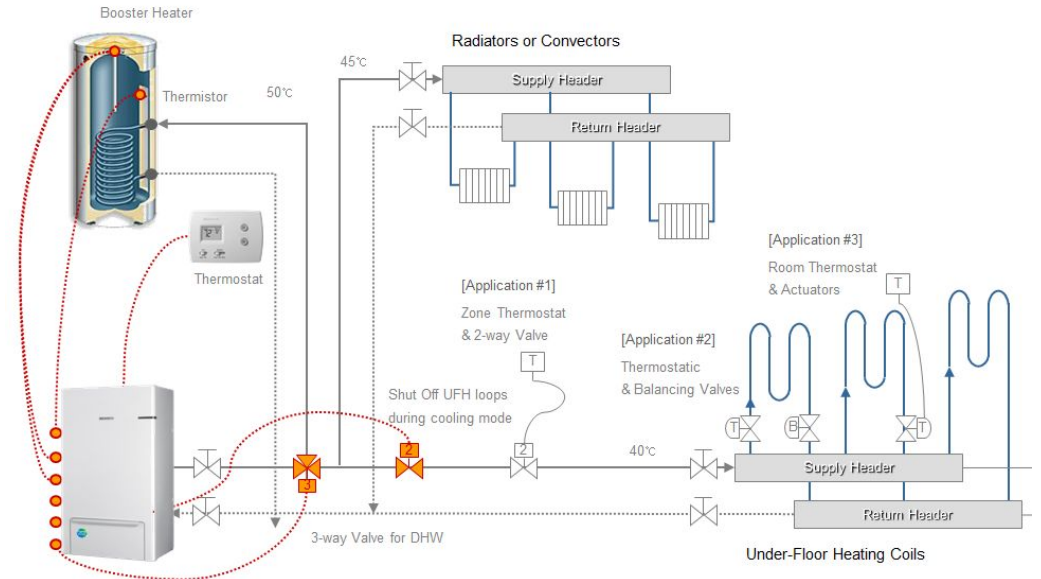 Booster Heater
Thermistor
50℃
45℃
Radiators or Convectors
Supply Header
Return Header
Thermostat
[Application #1]
Zone Thermostat
& 2-way Valve
T
[Application #2]
Thermostatic
& Balancing Valves
[Application #3]
Room Thermostat
& Actuators
T
Shut Off UFH loops
during cooling mode
2
2
3
T
B
T
40℃
Supply Header
Return Header
3-way Valve for DHW
Under-Floor Heating Coils